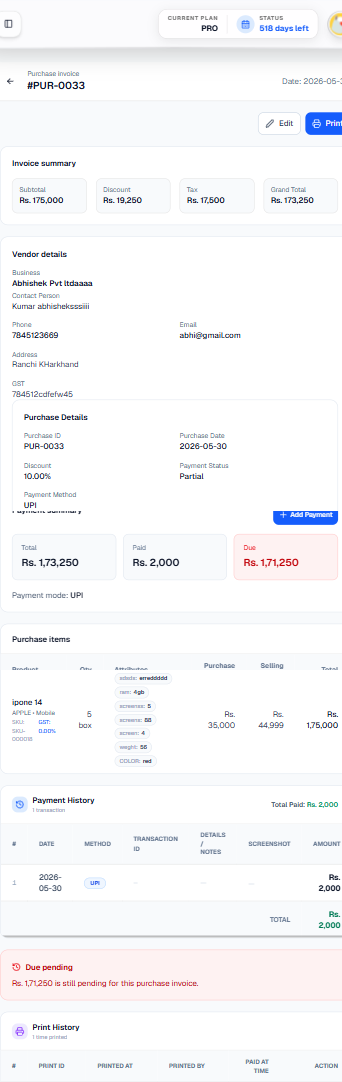 CURRENT PLAN
PRO
STATUS
518 days left
Purchase invoice
#PUR-0033
Date: 2026-05-3
Edit
Print
Invoice summary
Subtotal
Rs. 175,000
Discount
Rs. 19,250
Tax
Rs. 17,500
Grand Total
Rs. 173,250
Vendor details
Business
Abhishek Pvt ltdaaaa
Contact Person
Kumar abhisheksssiiii
Phone
7845123669
Email
abhi@gmail.com
Address
Ranchi KHarkhand
GST
784512cdfefw45
Purchase Details
Purchase ID
PUR-0033
Purchase Date
2026-05-30
Discount
10.00%
Payment Status
Partial
Payment Method
UPI
Payment Summary
+ Add Payment
Total
Rs. 1,73,250
Paid
Rs. 2,000
Due
Rs. 1,71,250
Payment mode: UPI
Purchase items
Product
Qty
Attributes
Purchase
Selling
Total
ipone 14
APPLE • Mobile
SKU: SKU-000016
GST: 0.00%
5 box
ram: 4gb
screenss: 5
screens: 88
screen: 4
weight: 56
COLOR: red
Rs. 35,000
Rs. 44,999
Rs. 1,75,000
Payment History
1 transaction
Total Paid: Rs. 2,000
#
DATE
METHOD
TRANSACTION ID
DETAILS / NOTES
SCREENSHOT
AMOUNT
1
2026-05-30
UPI
—
—
—
Rs. 2,000
TOTAL
Rs. 2,000
Due pending
Rs. 1,71,250 is still pending for this purchase invoice.
Print History
1 time printed
#
PRINT ID
PRINTED AT
PRINTED BY
PAID AT TIME
ACTION